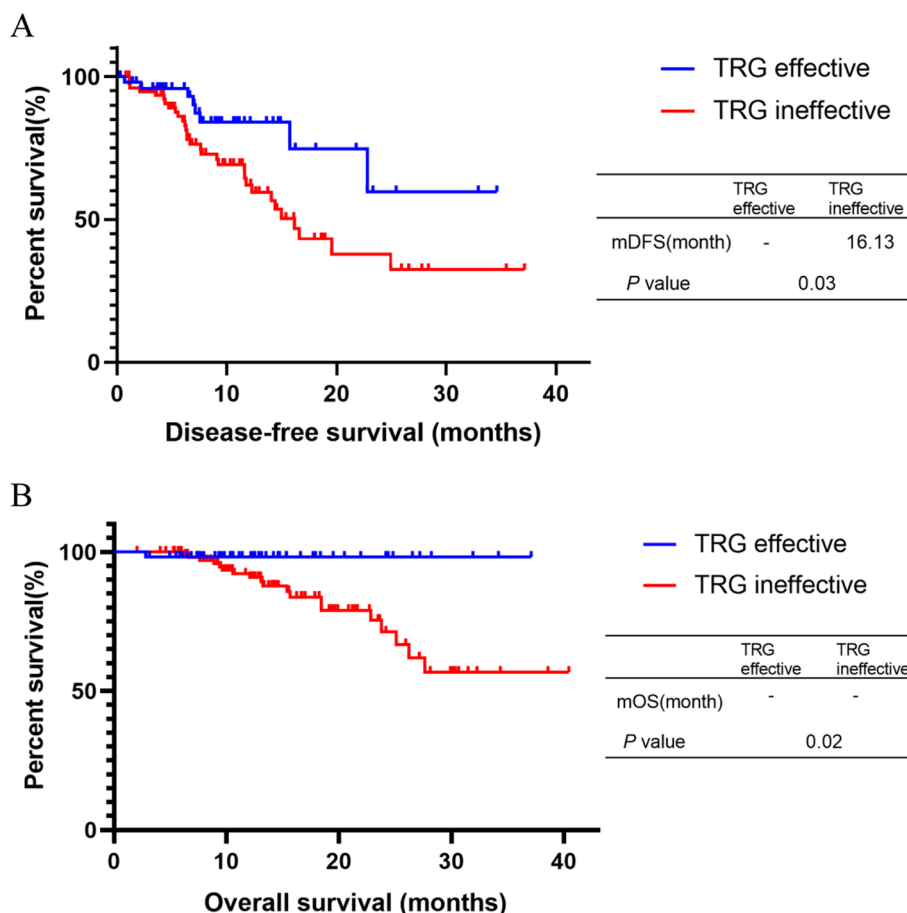 A
Percent survival(%)
100
50
0
0 10 20 30 40
Disease-free survival (months)
TRG effective
TRG ineffective
TRG effective TRG ineffective
mDFS(month) - 16.13
P value 0.03
B
Percent survival(%)
100
50
0
0 10 20 30 40
Overall survival (months)
TRG effective
TRG ineffective
TRG effective TRG ineffective
mOS(month) - -
P value 0.02